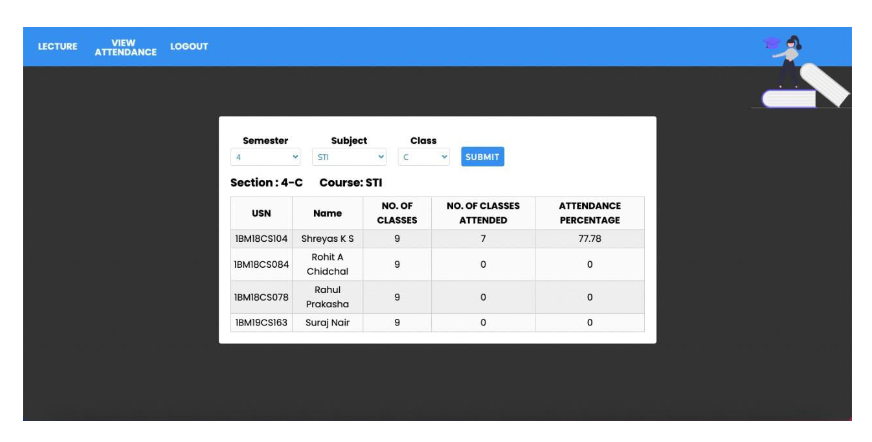 LECTURE VIEW ATTENDANCE LOGOUT
Semester Subject Class
4 STI C SUBMIT
Section : 4-C Course: STI
USN Name NO. OF CLASSES NO. OF CLASSES ATTENDED ATTENDANCE PERCENTAGE
1BM18CS104 Shreyas K S 9 7 77.78
1BM18CS084 Rohit A Chidchal 9 0 0
1BM18CS078 Rahul Prakasha 9 0 0
1BM19CS163 Suraj Nair 9 0 0